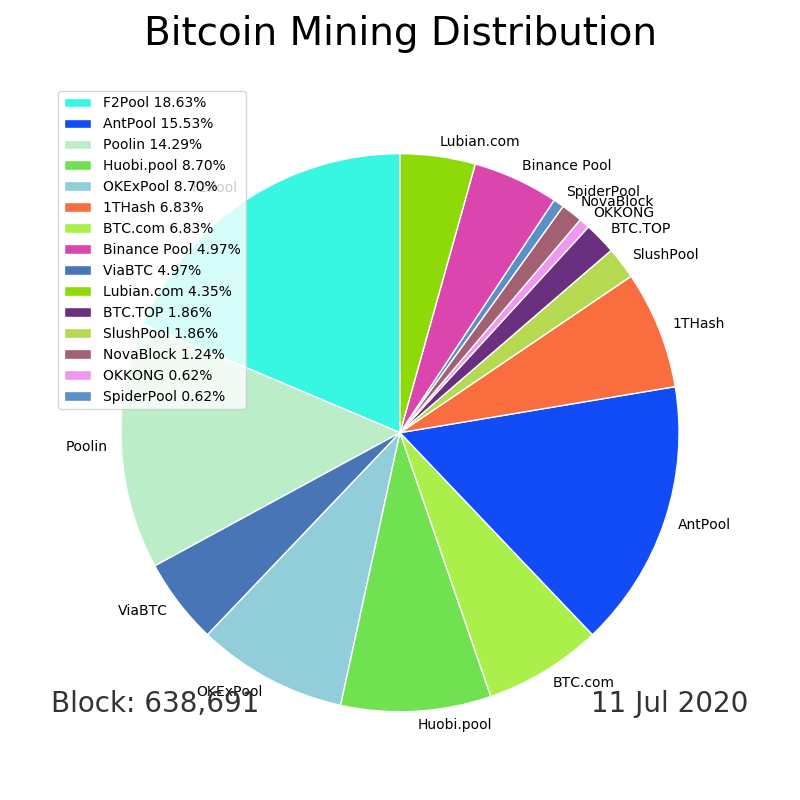 Bitcoin Mining Distribution
F2Pool 18.63%
AntPool 15.53%
Poolin 14.29%
Huobi.pool 8.70%
OKExPool 8.70%
1THash 6.83%
BTC.com 6.83%
Binance Pool 4.97%
ViaBTC 4.97%
Lubian.com 4.35%
BTC.TOP 1.86%
SlushPool 1.86%
NovaBlock 1.24%
OKKONG 0.62%
SpiderPool 0.62%
Lubian.com
Binance Pool
SpiderPool
NovaBlock
OKKONG
BTC.TOP
SlushPool
1THash
AntPool
BTC.com
Huobi.pool
OKExPool
ViaBTC
Poolin
Block: 638,691
11 Jul 2020